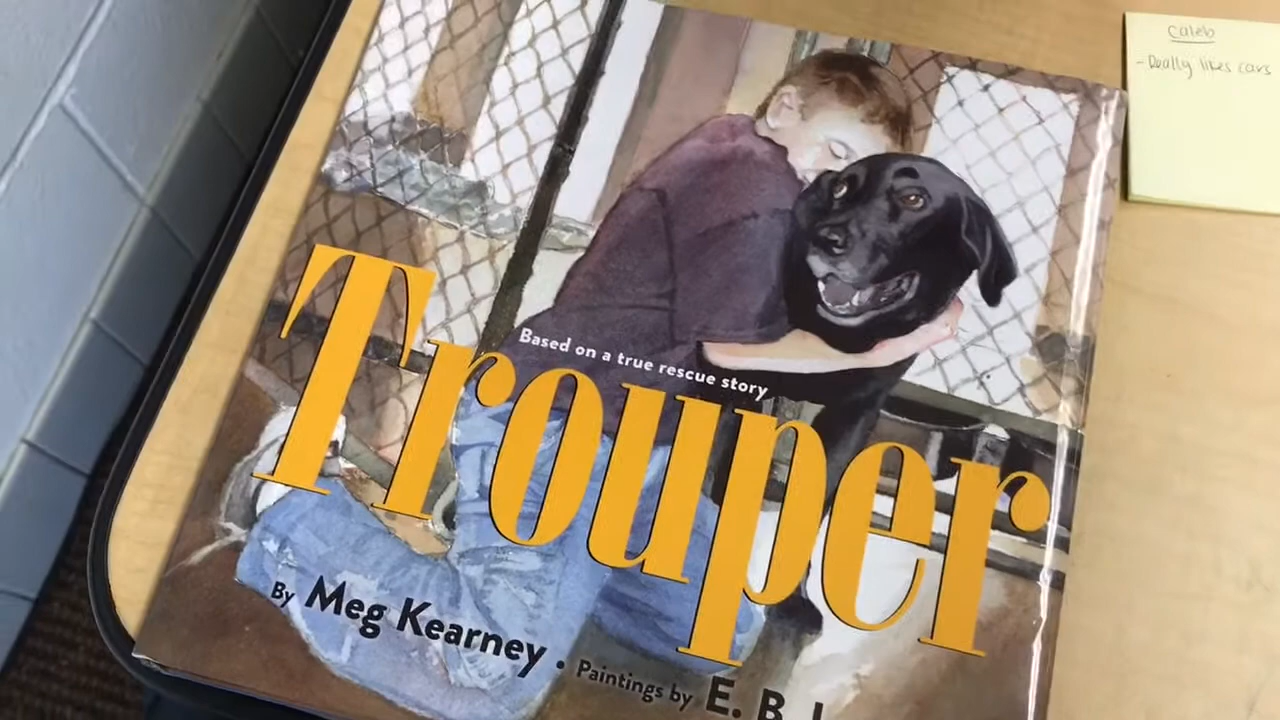 Caleb
- Really likes cars
Based on a true rescue story
Trouper
By Meg Kearney • Paintings by E. B.